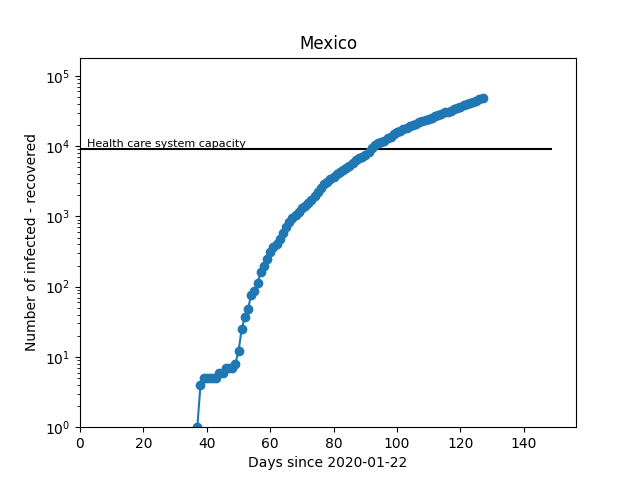 Mexico
10^5
10^4
10^3
10^2
10^1
10^0
Number of infected - recovered
Health care system capacity
0 20 40 60 80 100 120 140
Days since 2020-01-22